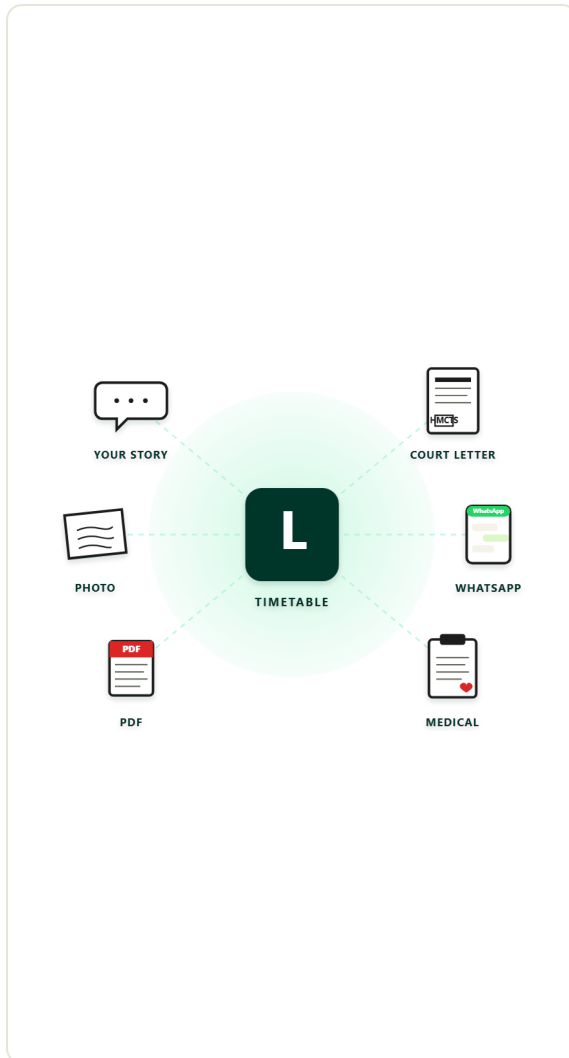 YOUR STORY
HMCTS
COURT LETTER
L
TIMETABLE
PHOTO
WhatsApp
WHATSAPP
PDF
PDF
MEDICAL